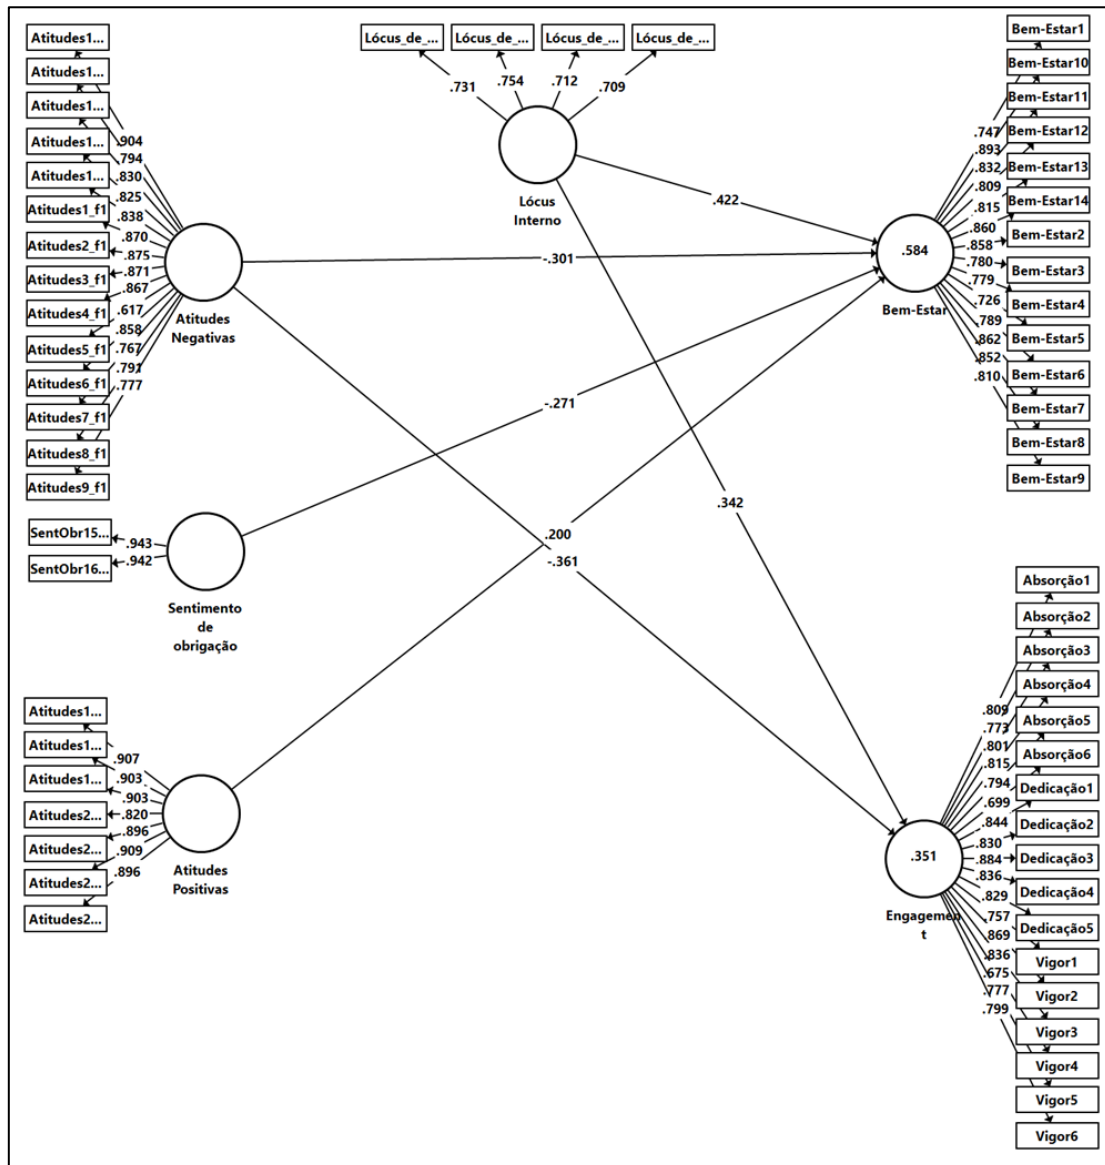 Atitudes1...
Atitudes1...
Atitudes1...
Atitudes1...
Atitudes1...
Atitudes1_f1
Atitudes2_f1
Atitudes3_f1
Atitudes4_f1
Atitudes5_f1
Atitudes6_f1
Atitudes7_f1
Atitudes8_f1
Atitudes9_f1
.904
.794
.830
.825
.838
.870
.875
.871
.867
.617
.858
.767
.791
.777
Atitudes
Negativas
SentObr15...
SentObr16...
.943
.942
Sentimento
de
obrigação
Atitudes1...
Atitudes1...
Atitudes1...
Atitudes2...
Atitudes2...
Atitudes2...
Atitudes2...
.907
.903
.903
.820
.896
.909
.896
Atitudes
Positivas
Lócus_de_...
Lócus_de_...
Lócus_de_...
Lócus_de_...
.731
.754
.712
.709
Lócus
Interno
.422
-.301
-.271
.200
-.361
.342
.584
Bem-Estar
.747
.893
.832
.809
.815
.860
.858
.780
.779
.726
.789
.862
.852
.810
Bem-Estar1
Bem-Estar10
Bem-Estar11
Bem-Estar12
Bem-Estar13
Bem-Estar14
Bem-Estar2
Bem-Estar3
Bem-Estar4
Bem-Estar5
Bem-Estar6
Bem-Estar7
Bem-Estar8
Bem-Estar9
.351
Engagemen
t
.809
.773
.801
.815
.794
.699
.844
.830
.884
.836
.829
.757
.869
.836
.675
.777
.799
Absorção1
Absorção2
Absorção3
Absorção4
Absorção5
Absorção6
Dedicação1
Dedicação2
Dedicação3
Dedicação4
Dedicação5
Vigor1
Vigor2
Vigor3
Vigor4
Vigor5
Vigor6